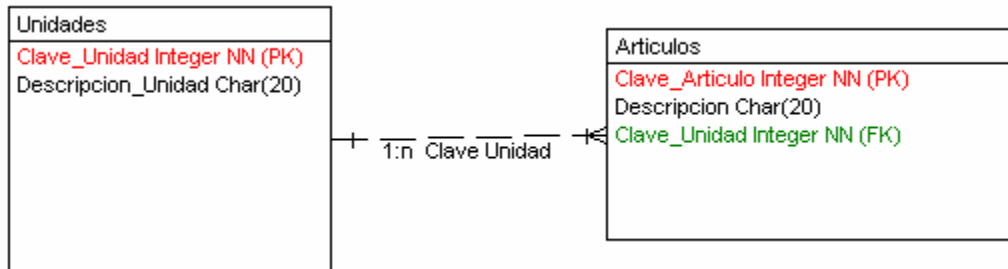 Unidades
Clave_Unidad Integer NN (PK)
Descripcion_Unidad Char(20)
1:n Clave Unidad
Articulos
Clave_Articulo Integer NN (PK)
Descripcion Char(20)
Clave_Unidad Integer NN (FK)